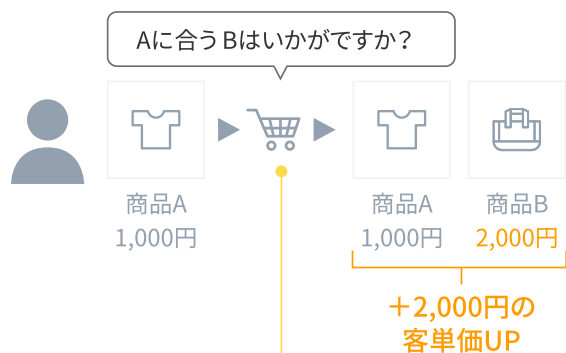 Aに合うBはいかがですか？
商品A
1,000円
商品A
1,000円
商品B
2,000円
＋2,000円の
客単価UP